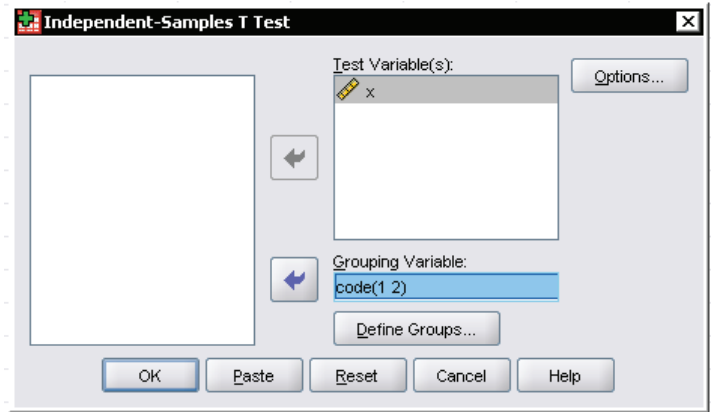 Independent-Samples T Test
Test Variable(s):
x
Options...
Grouping Variable:
code(1 2)
Define Groups...
OK
Paste
Reset
Cancel
Help